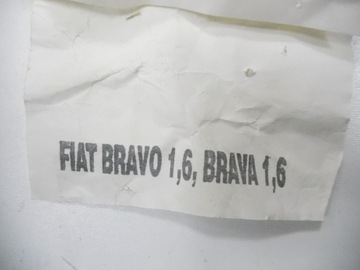 FIAT BRAVO 1,6, BRAVA 1,6